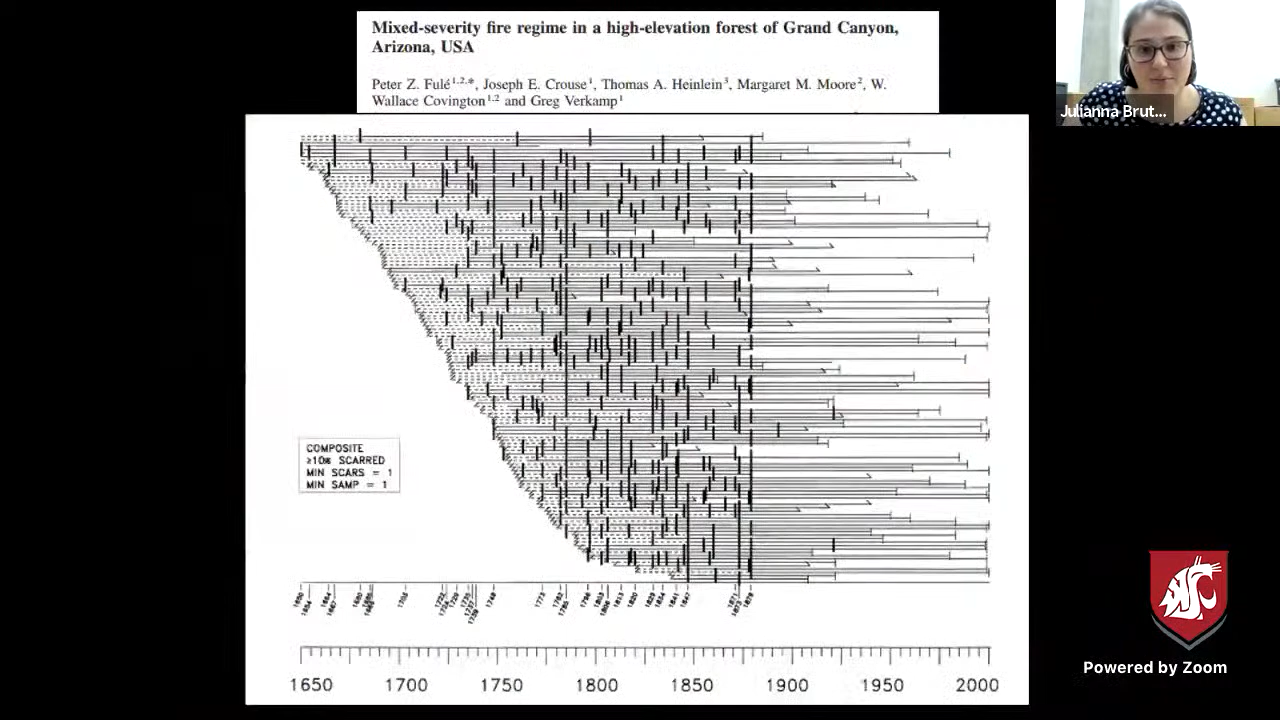 Mixed-severity fire regime in a high-elevation forest of Grand Canyon,
Arizona, USA
Peter Z. Fulé1,2,*, Joseph E. Crouse1, Thomas A. Heinlein3, Margaret M. Moore2, W.
Wallace Covington1,2 and Greg Verkamp1
Julianna Brut...
COMPOSITE
≥10% SCARRED
MIN SCARS = 1
MIN SAMP = 1
1650 1700 1750 1800 1850 1900 1950 2000
Powered by Zoom